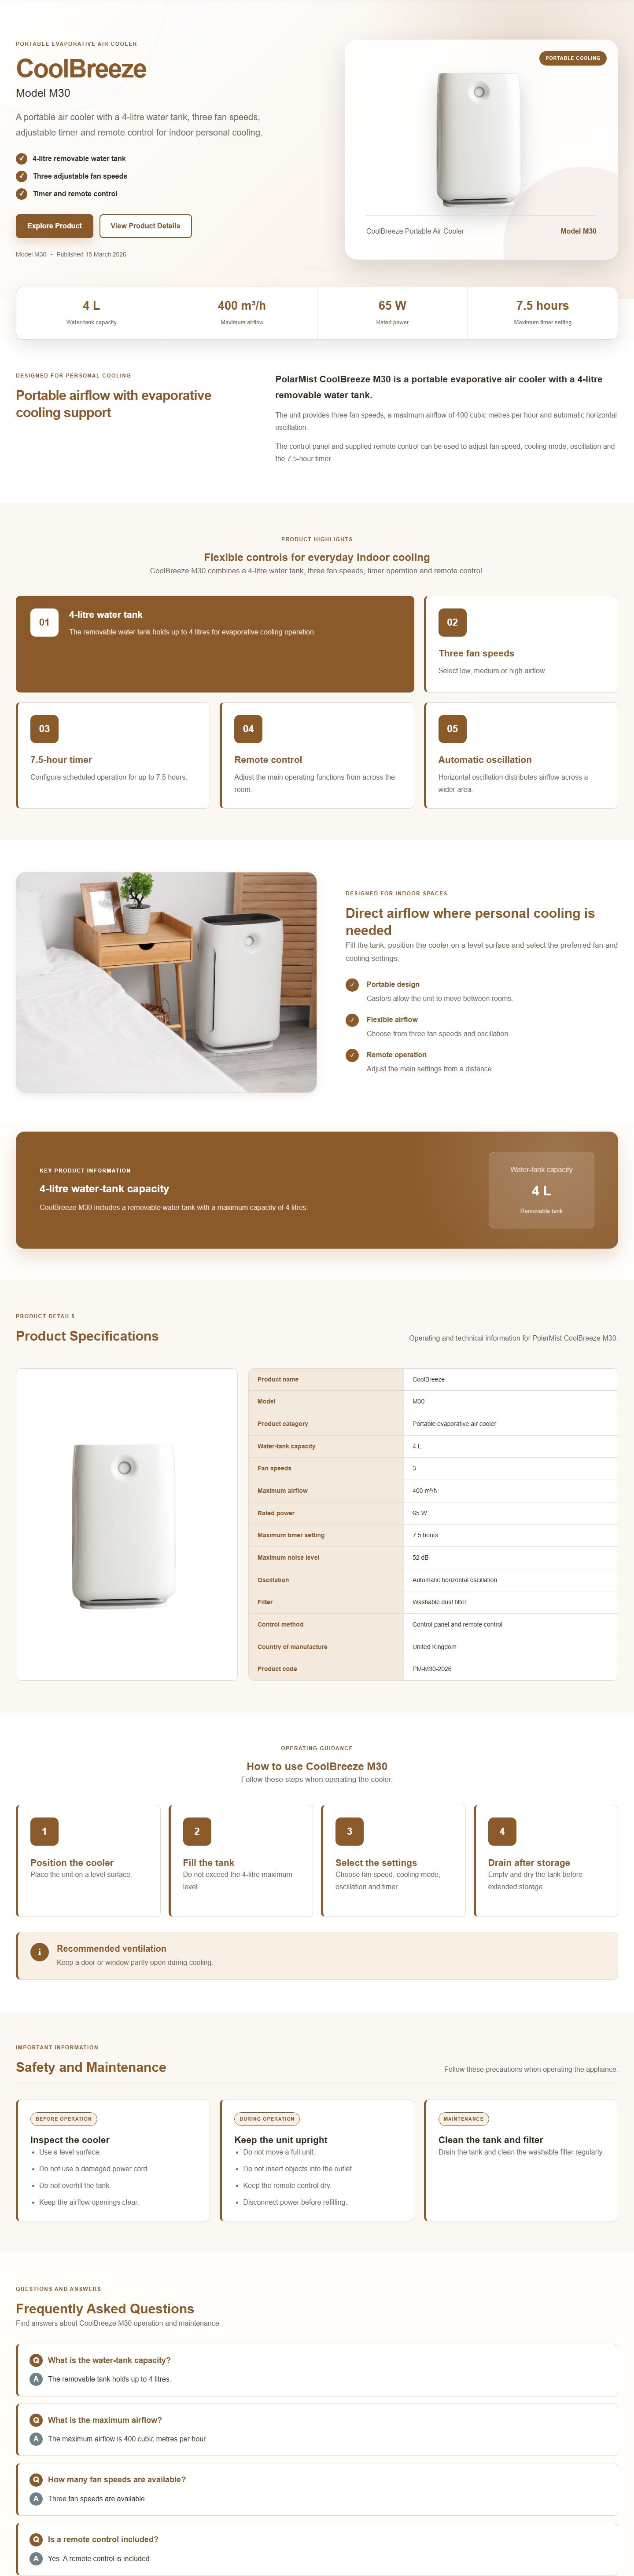 PORTABLE EVAPORATIVE AIR COOLER
CoolBreeze
Model M30
A portable air cooler with a 4-litre water tank, three fan speeds,
adjustable timer and remote control for indoor personal cooling.
✓ 4-litre removable water tank
✓ Three adjustable fan speeds
✓ Timer and remote control
Explore Product
View Product Details
Model M30 • Published 15 March 2026
PORTABLE COOLING
CoolBreeze Portable Air Cooler
Model M30
4 L
Water-tank capacity
400 m³/h
Maximum airflow
65 W
Rated power
7.5 hours
Maximum timer setting
DESIGNED FOR PERSONAL COOLING
Portable airflow with evaporative
cooling support
PolarMist CoolBreeze M30 is a portable evaporative air cooler with a 4-litre
removable water tank.
The unit provides three fan speeds, a maximum airflow of 400 cubic metres per hour and automatic horizontal
oscillation.
The control panel and supplied remote control can be used to adjust fan speed, cooling mode, oscillation and
the 7.5-hour timer.
PRODUCT HIGHLIGHTS
Flexible controls for everyday indoor cooling
CoolBreeze M30 combines a 4-litre water tank, three fan speeds, timer operation and remote control.
01
4-litre water tank
The removable water tank holds up to 4 litres for evaporative cooling operation.
02
Three fan speeds
Select low, medium or high airflow.
03
7.5-hour timer
Configure scheduled operation for up to 7.5 hours.
04
Remote control
Adjust the main operating functions from across the
room.
05
Automatic oscillation
Horizontal oscillation distributes airflow across a
wider area.
DESIGNED FOR INDOOR SPACES
Direct airflow where personal cooling is
needed
Fill the tank, position the cooler on a level surface and select the preferred fan and
cooling settings.
✓ Portable design
Castors allow the unit to move between rooms.
✓ Flexible airflow
Choose from three fan speeds and oscillation.
✓ Remote operation
Adjust the main settings from a distance.
KEY PRODUCT INFORMATION
4-litre water-tank capacity
CoolBreeze M30 includes a removable water tank with a maximum capacity of 4 litres.
Water-tank capacity
4 L
Removable tank
PRODUCT DETAILS
Product Specifications
Operating and technical information for PolarMist CoolBreeze M30.
Product name CoolBreeze
Model M30
Product category Portable evaporative air cooler
Water-tank capacity 4 L
Fan speeds 3
Maximum airflow 400 m³/h
Rated power 65 W
Maximum timer setting 7.5 hours
Maximum noise level 52 dB
Oscillation Automatic horizontal oscillation
Filter Washable dust filter
Control method Control panel and remote control
Country of manufacture United Kingdom
Product code PM-M30-2026
OPERATING GUIDANCE
How to use CoolBreeze M30
Follow these steps when operating the cooler.
1
Position the cooler
Place the unit on a level surface.
2
Fill the tank
Do not exceed the 4-litre maximum
level.
3
Select the settings
Choose fan speed, cooling mode,
oscillation and timer.
4
Drain after storage
Empty and dry the tank before
extended storage.
i
Recommended ventilation
Keep a door or window partly open during cooling.
IMPORTANT INFORMATION
Safety and Maintenance
Follow these precautions when operating the appliance.
BEFORE OPERATION
Inspect the cooler
• Use a level surface.
• Do not use a damaged power cord.
• Do not overfill the tank.
• Keep the airflow openings clear.
DURING OPERATION
Keep the unit upright
• Do not move a full unit.
• Do not insert objects into the outlet.
• Keep the remote control dry.
• Disconnect power before refilling.
MAINTENANCE
Clean the tank and filter
Drain the tank and clean the washable filter regularly.
QUESTIONS AND ANSWERS
Frequently Asked Questions
Find answers about CoolBreeze M30 operation and maintenance.
Q What is the water-tank capacity?
A The removable tank holds up to 4 litres.
Q What is the maximum airflow?
A The maximum airflow is 400 cubic metres per hour.
Q How many fan speeds are available?
A Three fan speeds are available.
Q Is a remote control included?
A Yes. A remote control is included.